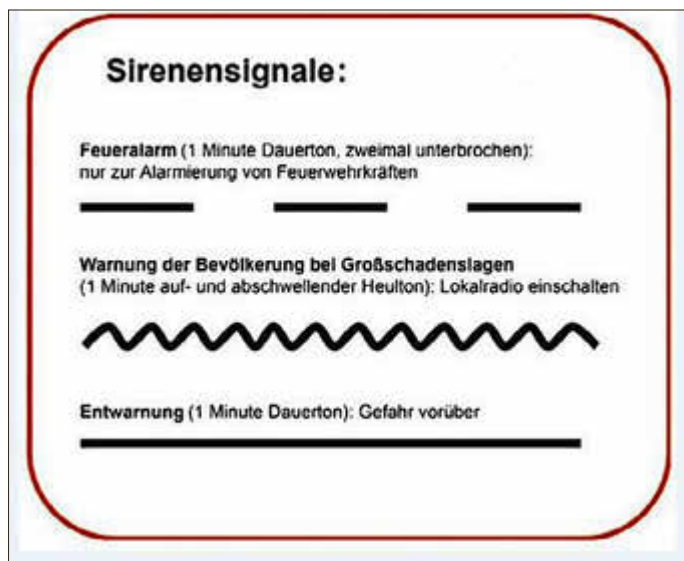 Sirenensignale:
Feueralarm (1 Minute Dauerton, zweimal unterbrochen):
nur zur Alarmierung von Feuerwehrkräften
Warnung der Bevölkerung bei Großschadenslagen
(1 Minute auf- und abschwellender Heulton): Lokalradio einschalten
Entwarnung (1 Minute Dauerton): Gefahr vorüber